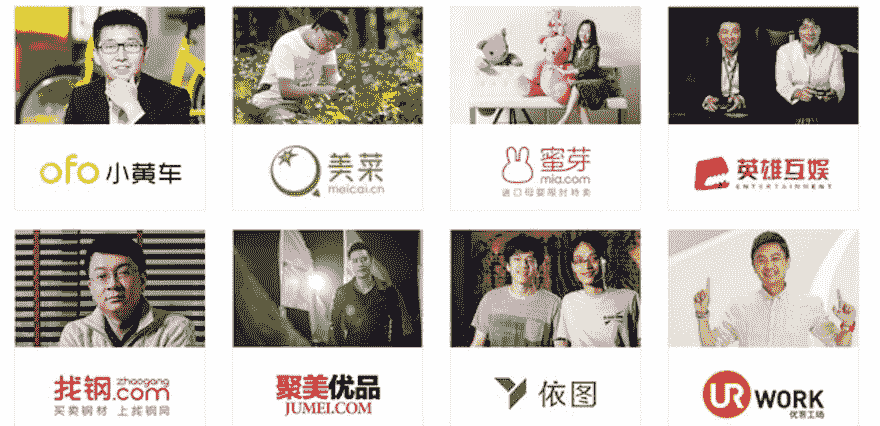 ofo 小黄车
美菜
meicai.cn
蜜芽
mia.com
进口母婴限时特卖
英雄互娱
ENTERTAINMENT
找钢 zhaogang
.com
买卖钢材 上找钢网
聚美优品
JUMEI.COM
依图
UR WORK
优客工场